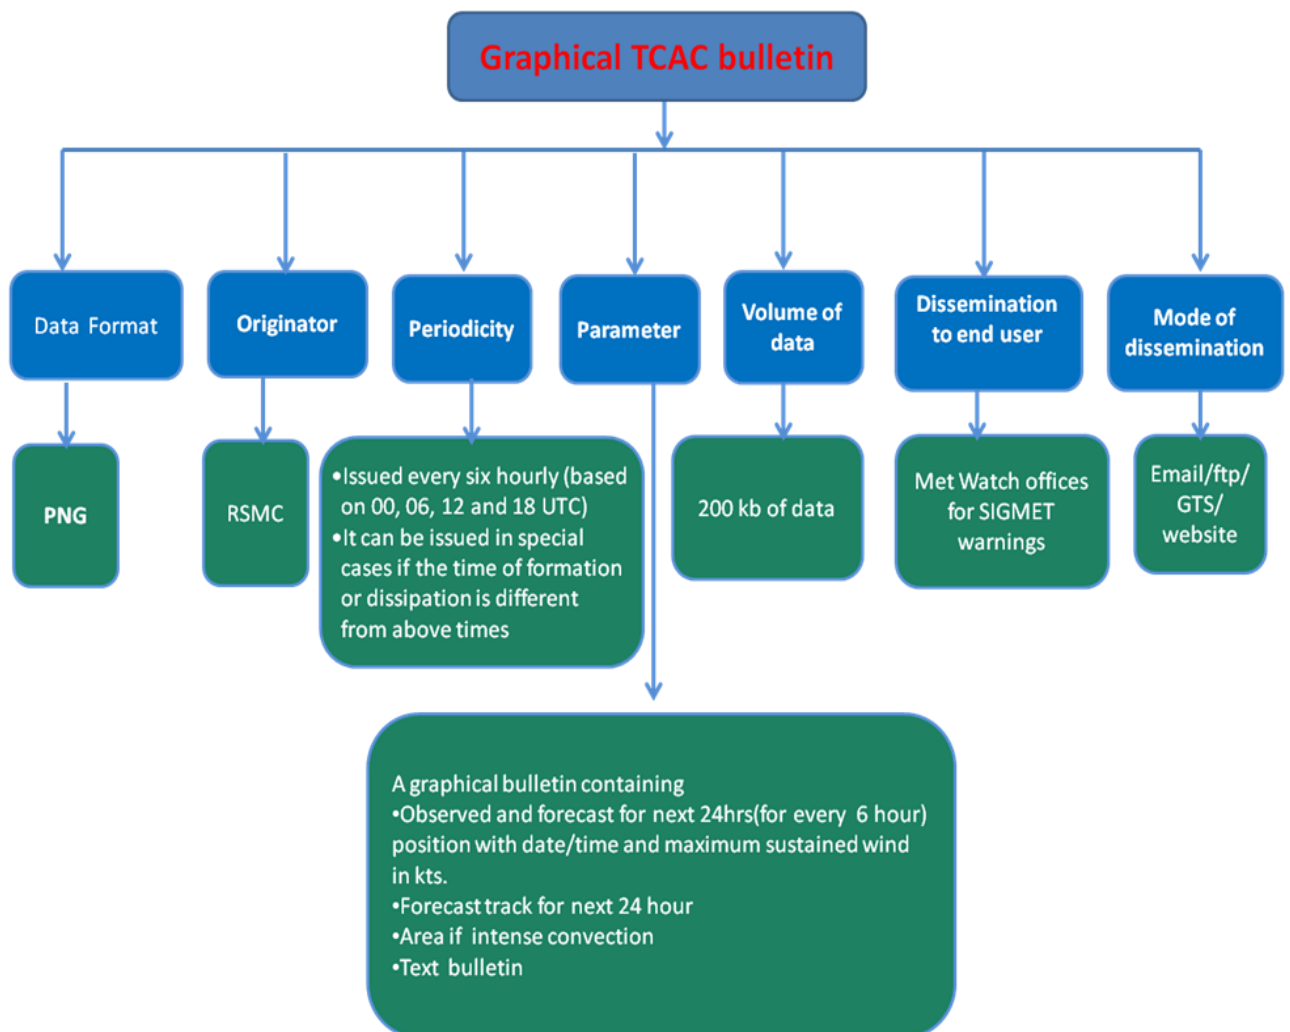 Graphical TCAC bulletin
Data Format
Originator
Periodicity
Parameter
Volume of
data
Dissemination
to end user
Mode of
dissemination
PNG
RSMC
•Issued every six hourly (based
on 00, 06, 12 and 18 UTC)
•It can be issued in special
cases if the time of formation
or dissipation is different
from above times
200 kb of data
Met Watch offices
for SIGMET
warnings
Email/ftp/
GTS/
website
A graphical bulletin containing
•Observed and forecast for next 24hrs(for every 6 hour)
position with date/time and maximum sustained wind
in kts.
•Forecast track for next 24 hour
•Area if intense convection
•Text bulletin